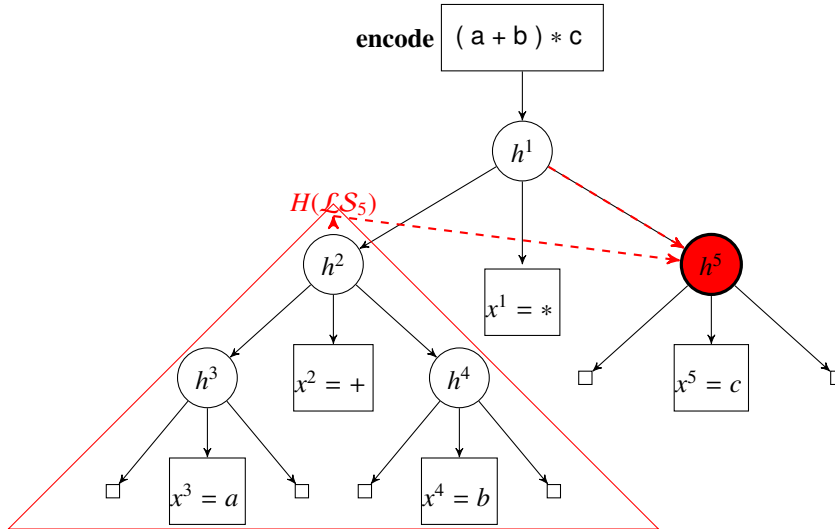 encode ( a + b ) ∗ c
h¹
H(ℒS₅)
h² h⁵
x¹ = ∗
h³ x² = + h⁴ x⁵ = c
x³ = a x⁴ = b